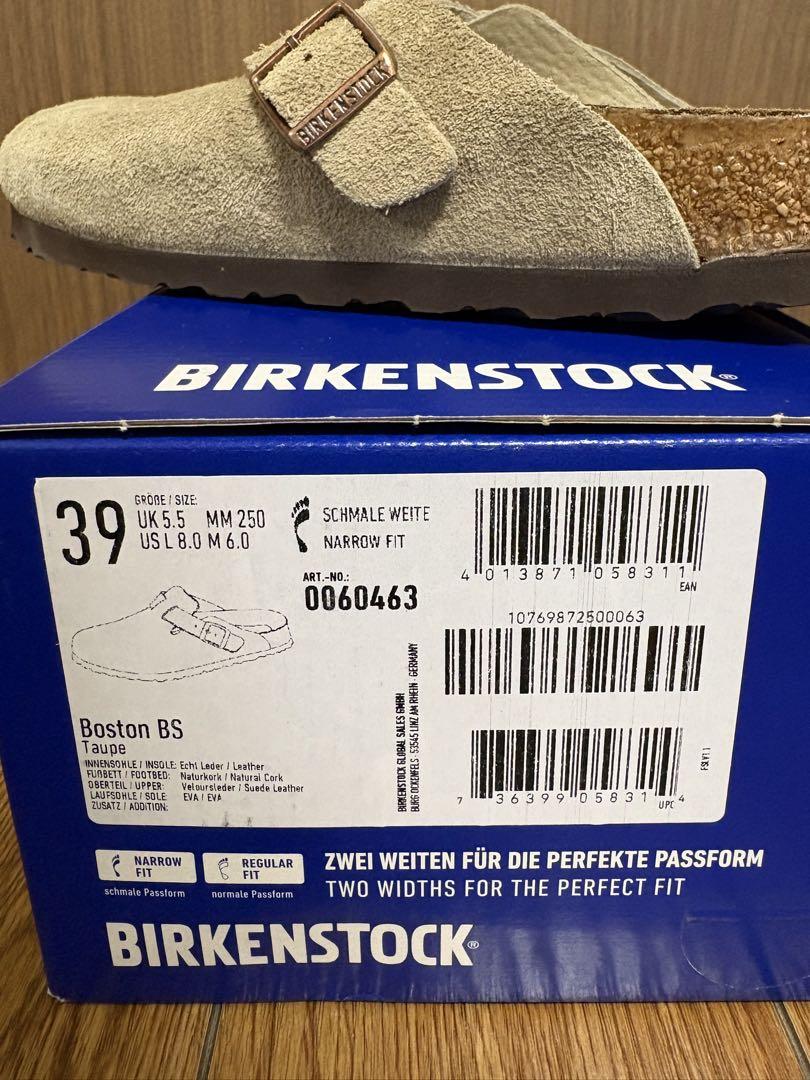 BIRKENSTOCK
BIRKENSTOCK®
39
GRÖßE / SIZE:
UK 5.5 MM 250
US L 8.0 M 6.0
SCHMALE WEITE
NARROW FIT
4 013871 058311
EAN
ART.-NO.:
0060463
10769872500063
Boston BS
Taupe
INNENSOHLE / INSOLE: Echt Leder / Leather
FUßBETT / FOOTBED: Naturkork / Natural Cork
OBERTEIL / UPPER: Veloursleder / Suede Leather
LAUFSOHLE / SOLE: EVA / EVA
ZUSATZ / ADDITION:
BIRKENSTOCK GLOBAL SALES GMBH
BURG OCKENFELS · 53545 LINZ AM RHEIN · GERMANY
7 36399 05831 4
UPC
FSLV1.1
NARROW FIT
schmale Passform
REGULAR FIT
normale Passform
ZWEI WEITEN FÜR DIE PERFEKTE PASSFORM
TWO WIDTHS FOR THE PERFECT FIT
BIRKENSTOCK®